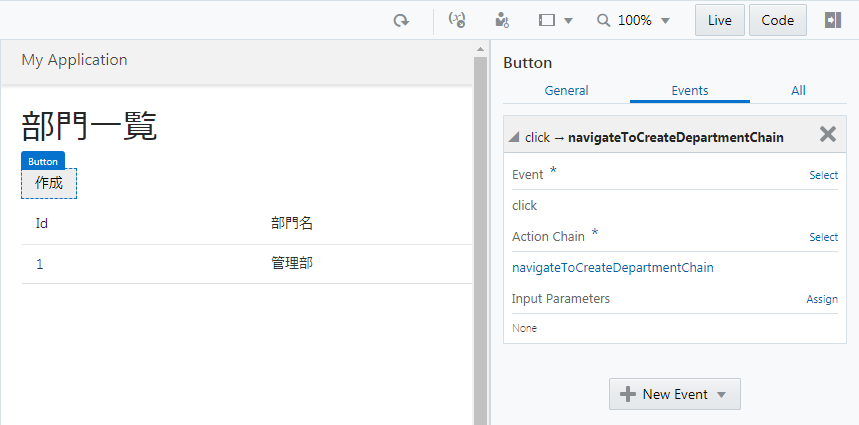 100% Live Code
My Application
部門一覧
Button
作成
Id 部門名
1 管理部
Button
General Events All
click → navigateToCreateDepartmentChain
Event * Select
click
Action Chain * Select
navigateToCreateDepartmentChain
Input Parameters Assign
None
New Event